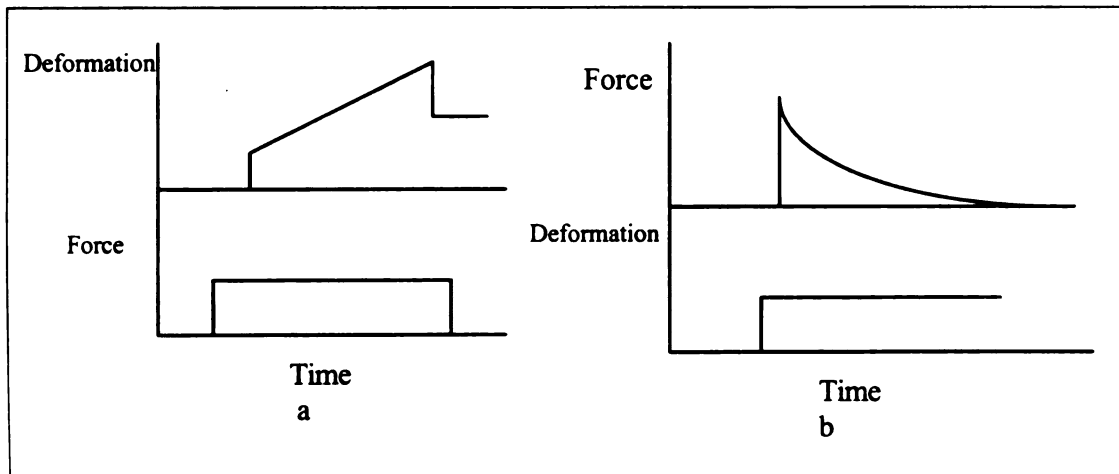 Deformation
Force
Time
a
Force
Deformation
Time
b